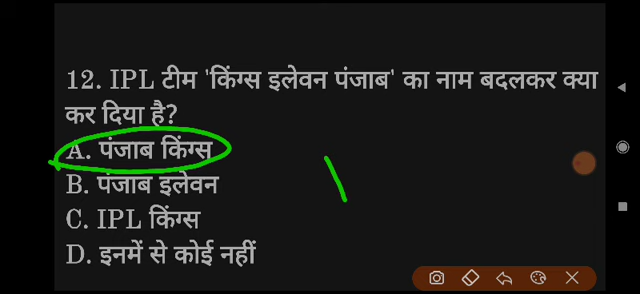 12. IPL टीम 'किंग्स इलेवन पंजाब' का नाम बदलकर क्या
कर दिया है?
A. पंजाब किंग्स
B. पंजाब इलेवन
C. IPL किंग्स
D. इनमें से कोई नहीं